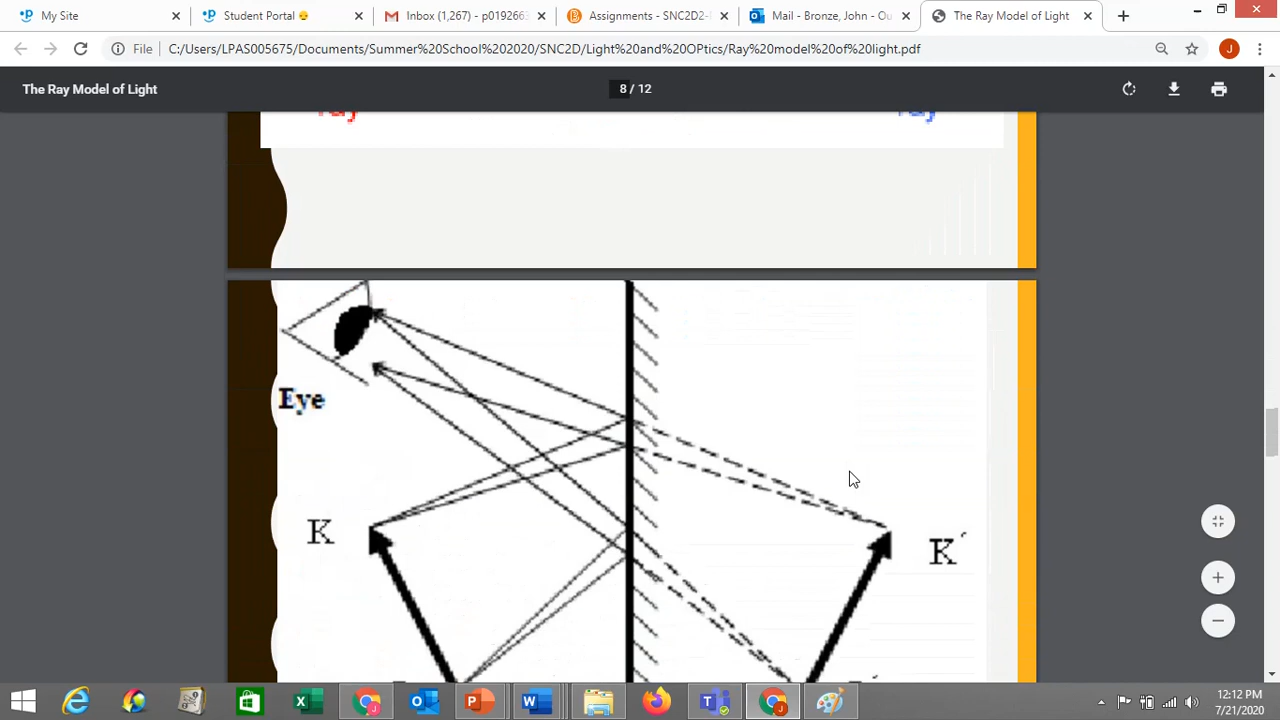 My Site
Student Portal
Inbox (1,267) - p019266
Assignments - SNC2D2-
Mail - Bronze, John - Ou
The Ray Model of Light
File
C:/Users/LPAS005675/Documents/Summer%20School%202020/SNC2D/Light%20and%20OPtics/Ray%20model%20of%20light.pdf
J
The Ray Model of Light
8 / 12
ray
ray
Eye
K
K´
12:12 PM
7/21/2020